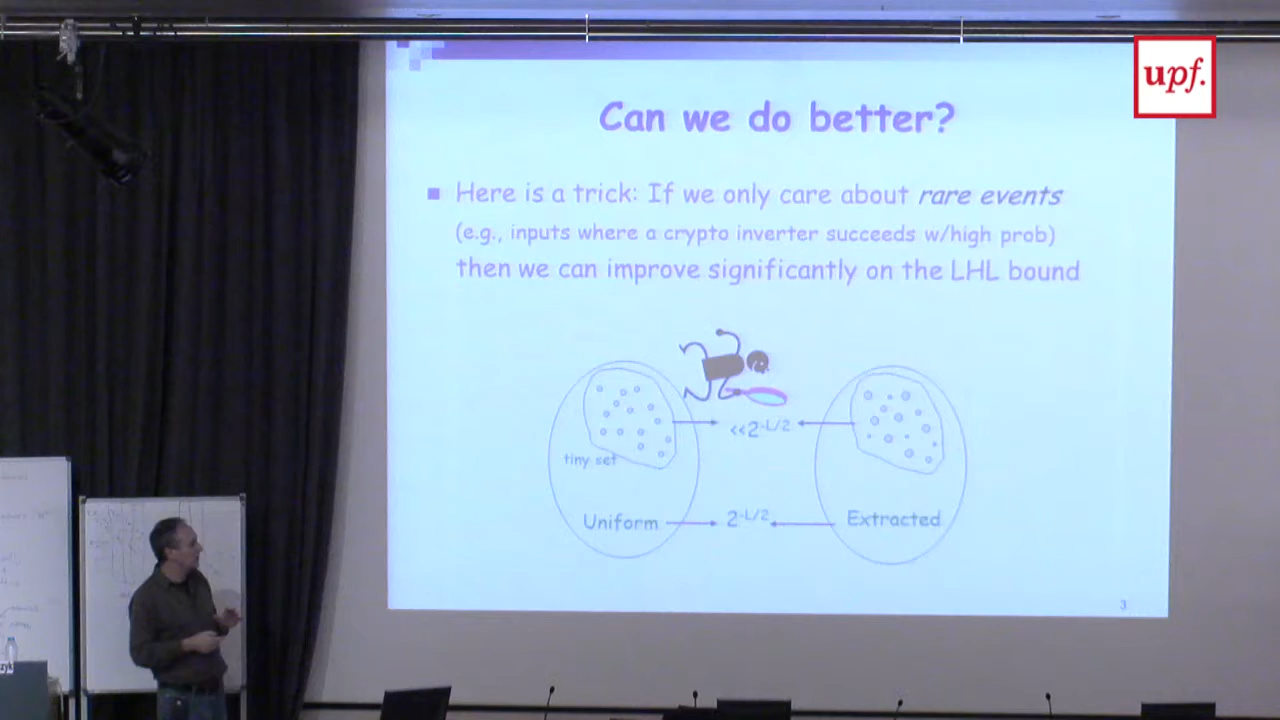 upf.
Can we do better?
Here is a trick: If we only care about rare events
(e.g., inputs where a crypto inverter succeeds w/high prob)
then we can improve significantly on the LHL bound
<<2^-L/2
tiny set
Uniform
2^-L/2
Extracted
3
zyk